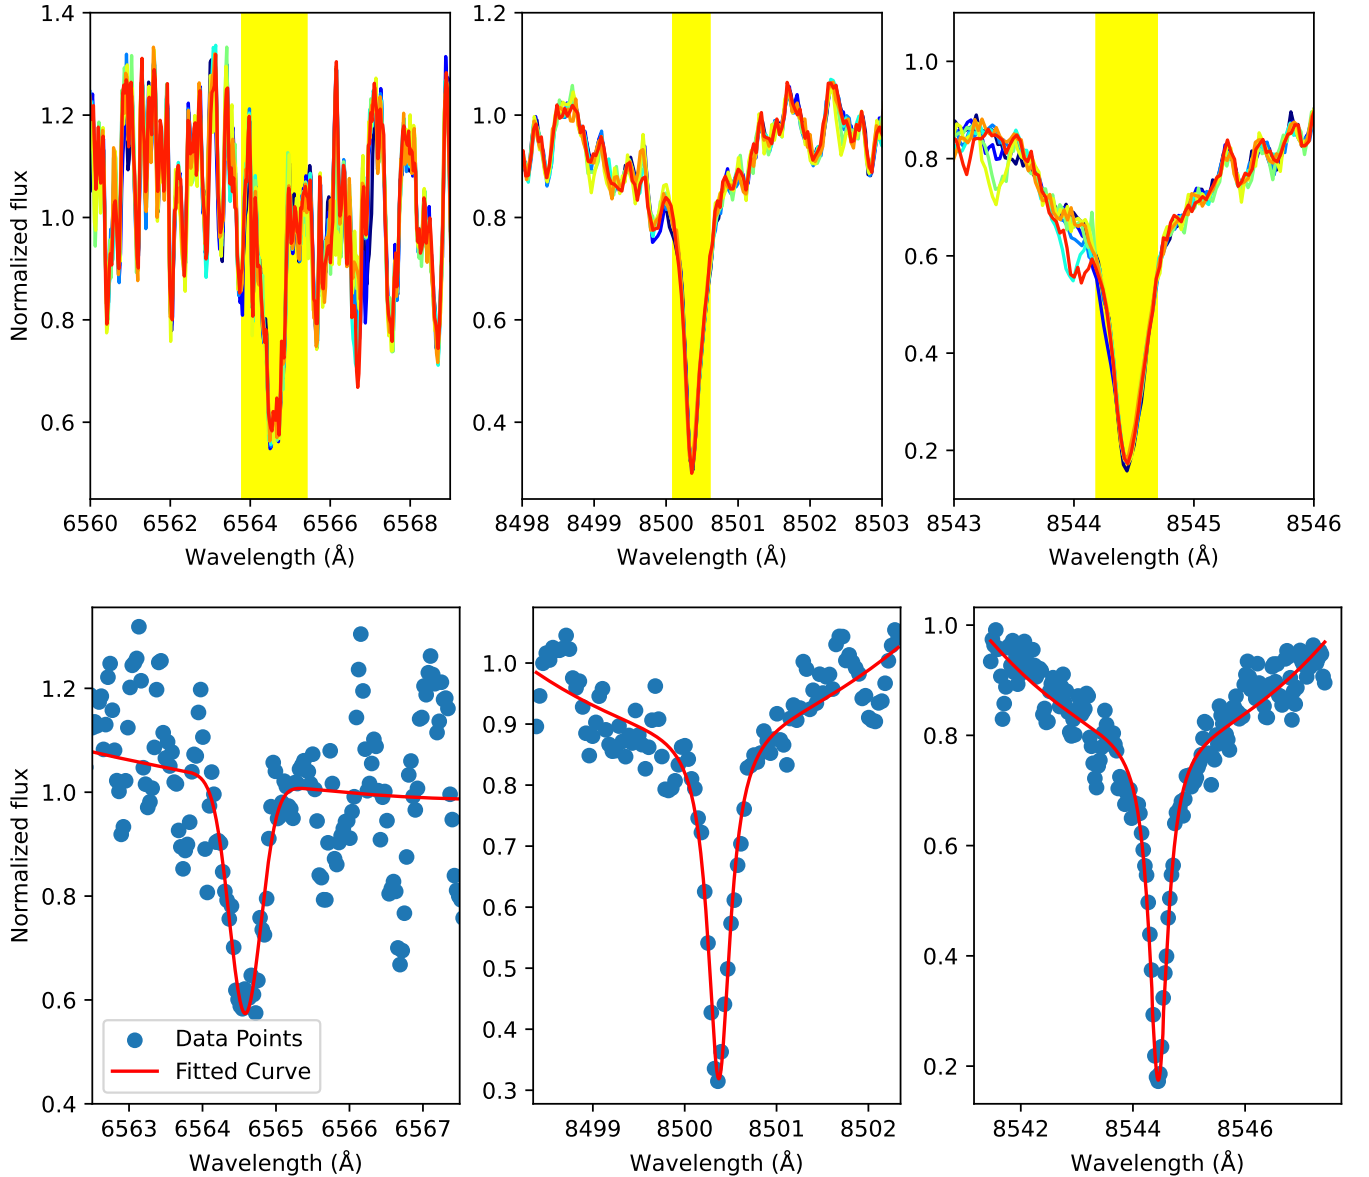 1.4
1.2
1.0
0.8
0.6
Normalized flux
6560 6562 6564 6566 6568
Wavelength (Å)
1.2
1.0
0.8
0.6
0.4
8498 8499 8500 8501 8502 8503
Wavelength (Å)
1.0
0.8
0.6
0.4
0.2
8543 8544 8545 8546
Wavelength (Å)
1.2
1.0
0.8
0.6
0.4
Normalized flux
Data Points
Fitted Curve
6563 6564 6565 6566 6567
Wavelength (Å)
1.0
0.9
0.8
0.7
0.6
0.5
0.4
0.3
8499 8500 8501 8502
Wavelength (Å)
1.0
0.8
0.6
0.4
0.2
8542 8544 8546
Wavelength (Å)